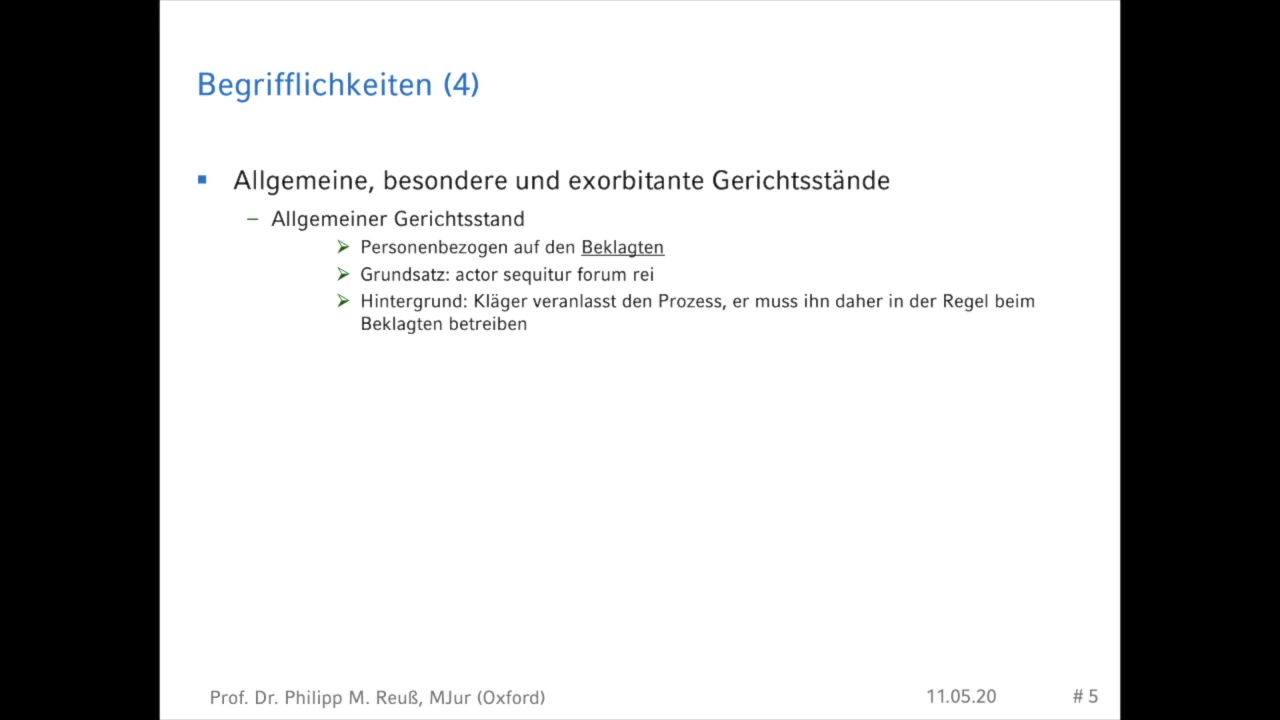 Begrifflichkeiten (4)
Allgemeine, besondere und exorbitante Gerichtsstände
– Allgemeiner Gerichtsstand
Personenbezogen auf den Beklagten
Grundsatz: actor sequitur forum rei
Hintergrund: Kläger veranlasst den Prozess, er muss ihn daher in der Regel beim
Beklagten betreiben
Prof. Dr. Philipp M. Reuß, MJur (Oxford)
11.05.20
# 5